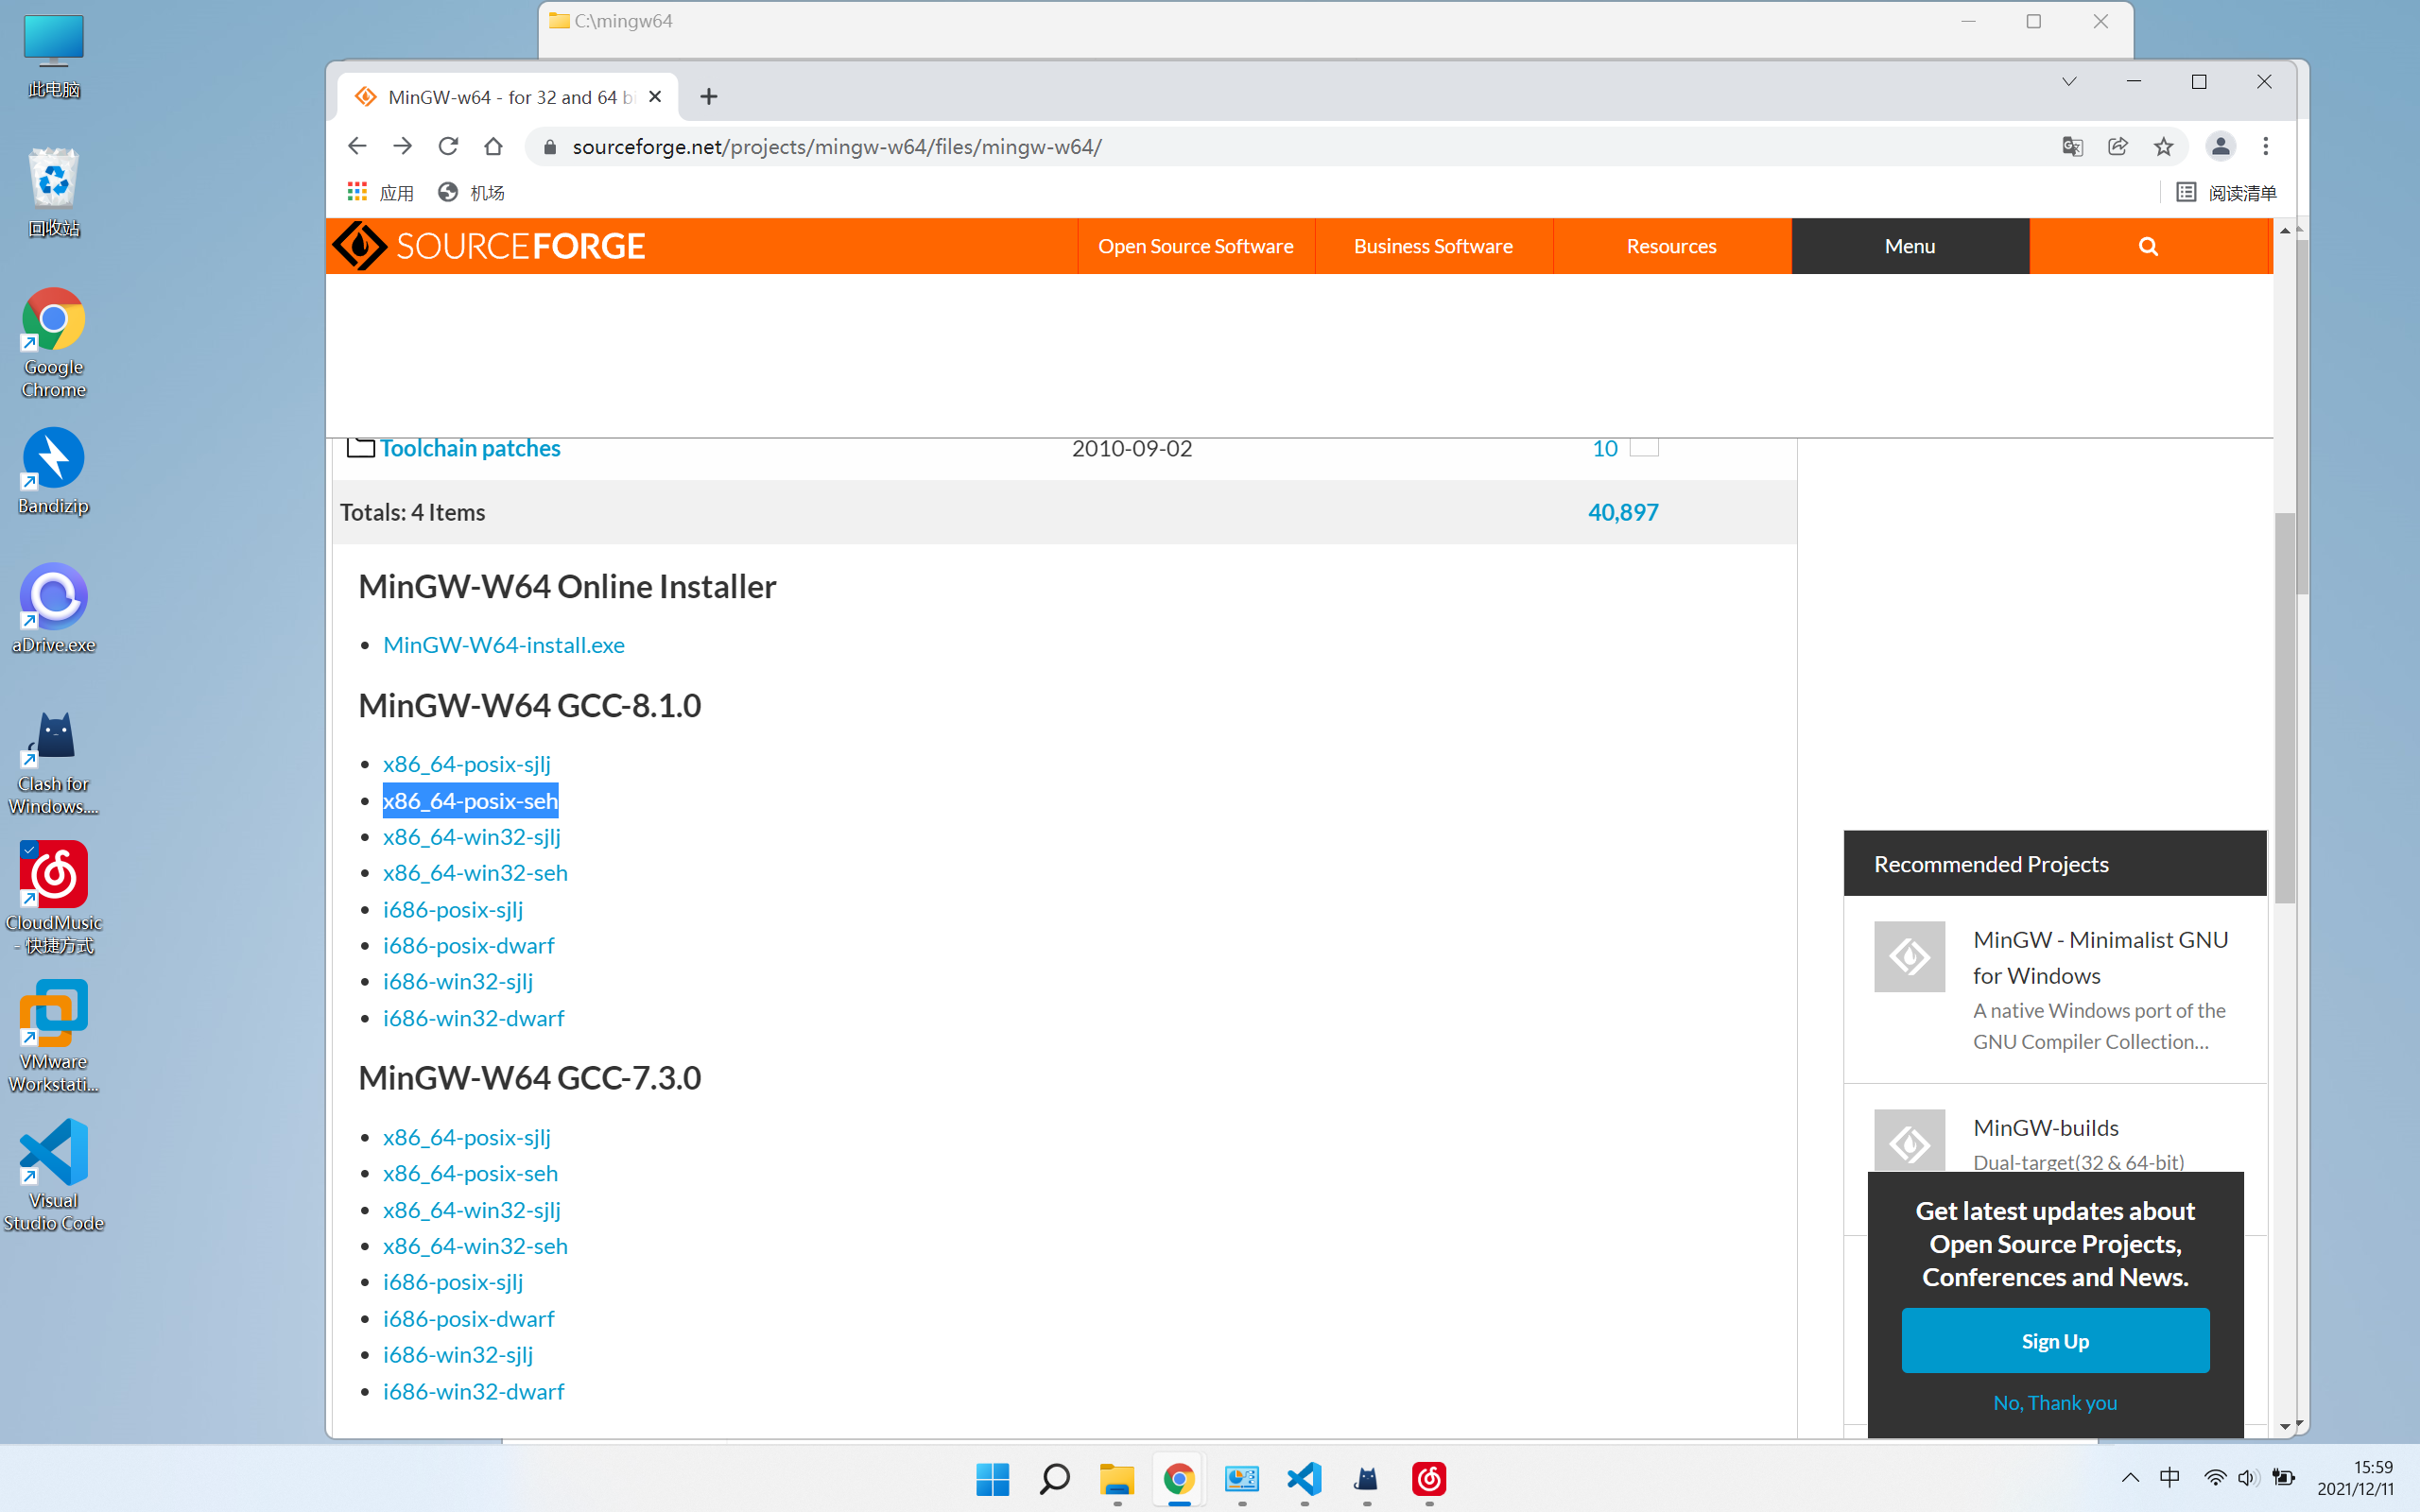 C:\mingw64
此电脑
回收站
Google
Chrome
Bandizip
aDrive.exe
Clash for
Windows....
CloudMusic
- 快捷方式
VMware
Workstati...
Visual
Studio Code
MinGW-w64 - for 32 and 64 bi
sourceforge.net/projects/mingw-w64/files/mingw-w64/
应用
机场
阅读清单
SOURCEFORGE
Open Source Software
Business Software
Resources
Menu
Toolchain patches 2010-09-02 10
Totals: 4 Items 40,897
MinGW-W64 Online Installer
MinGW-W64-install.exe
MinGW-W64 GCC-8.1.0
x86_64-posix-sjlj
x86_64-posix-seh
x86_64-win32-sjlj
x86_64-win32-seh
i686-posix-sjlj
i686-posix-dwarf
i686-win32-sjlj
i686-win32-dwarf
MinGW-W64 GCC-7.3.0
x86_64-posix-sjlj
x86_64-posix-seh
x86_64-win32-sjlj
x86_64-win32-seh
i686-posix-sjlj
i686-posix-dwarf
i686-win32-sjlj
i686-win32-dwarf
Recommended Projects
MinGW - Minimalist GNU
for Windows
A native Windows port of the
GNU Compiler Collection...
MinGW-builds
Dual-target(32 & 64-bit)
Get latest updates about
Open Source Projects,
Conferences and News.
Sign Up
No, Thank you
中
15:59
2021/12/11